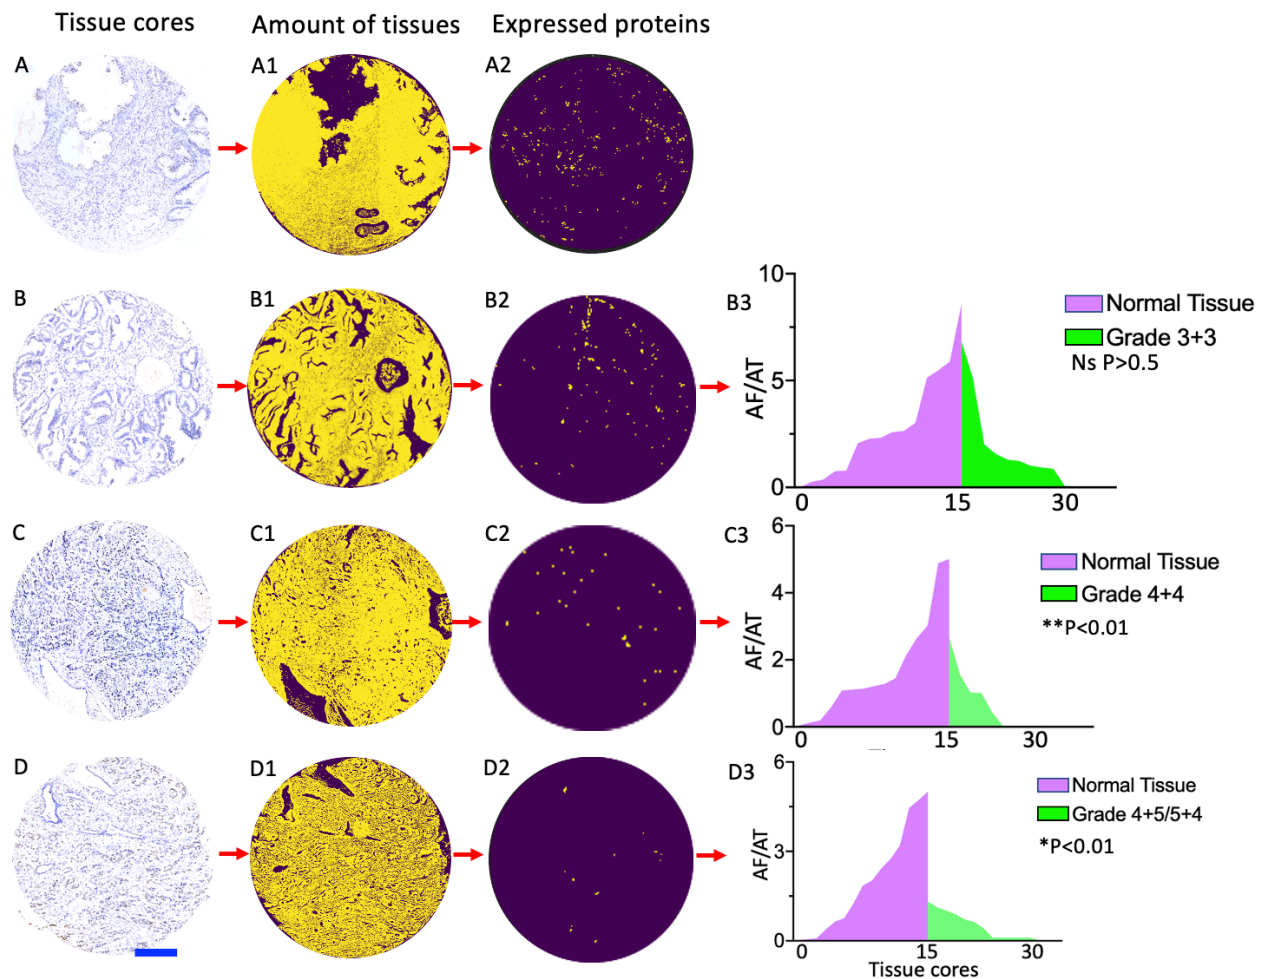 Tissue cores Amount of tissues Expressed proteins
A A1 A2
B B1 B2 B3
10
5
0
AF/AT
0 15 30
Normal Tissue
Grade 3+3
Ns P>0.5
C C1 C2 C3
6
4
2
0
AF/AT
0 15 30
Normal Tissue
Grade 4+4
**P<0.01
D D1 D2 D3
6
3
0
AF/AT
0 15 30
Tissue cores
Normal Tissue
Grade 4+5/5+4
*P<0.01